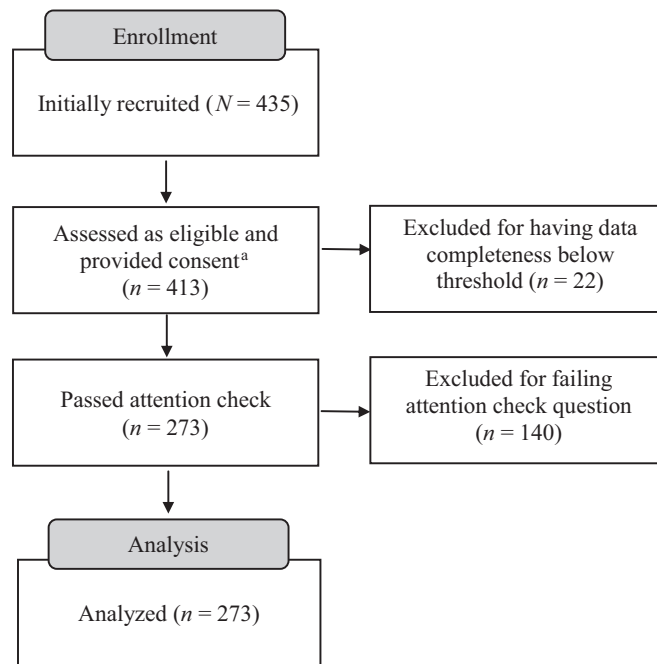 Enrollment
Initially recruited (N = 435)
Assessed as eligible and
provided consentᵃ
(n = 413)
Excluded for having data
completeness below
threshold (n = 22)
Passed attention check
(n = 273)
Excluded for failing
attention check question
(n = 140)
Analysis
Analyzed (n = 273)